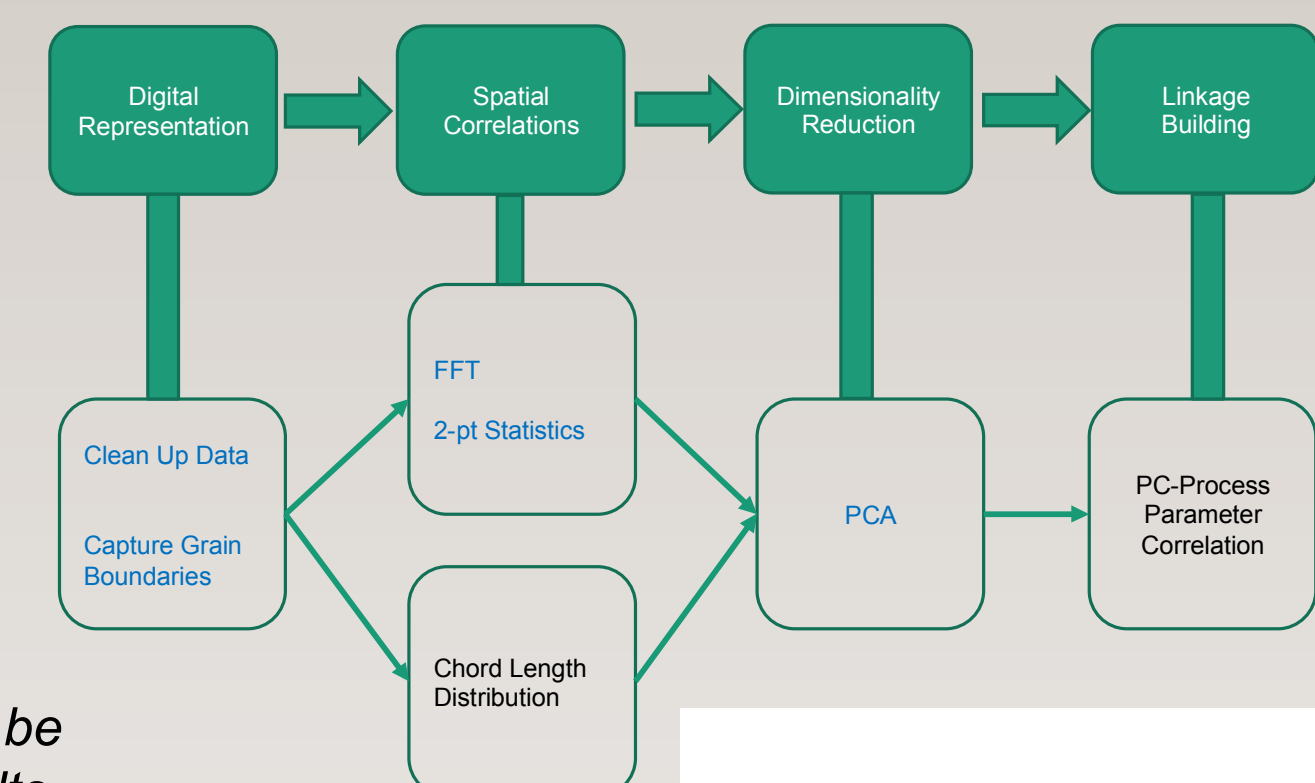 Digital
Representation
Spatial
Correlations
Dimensionality
Reduction
Linkage
Building
Clean Up Data
Capture Grain
Boundaries
FFT
2-pt Statistics
Chord Length
Distribution
PCA
PC-Process
Parameter
Correlation
be